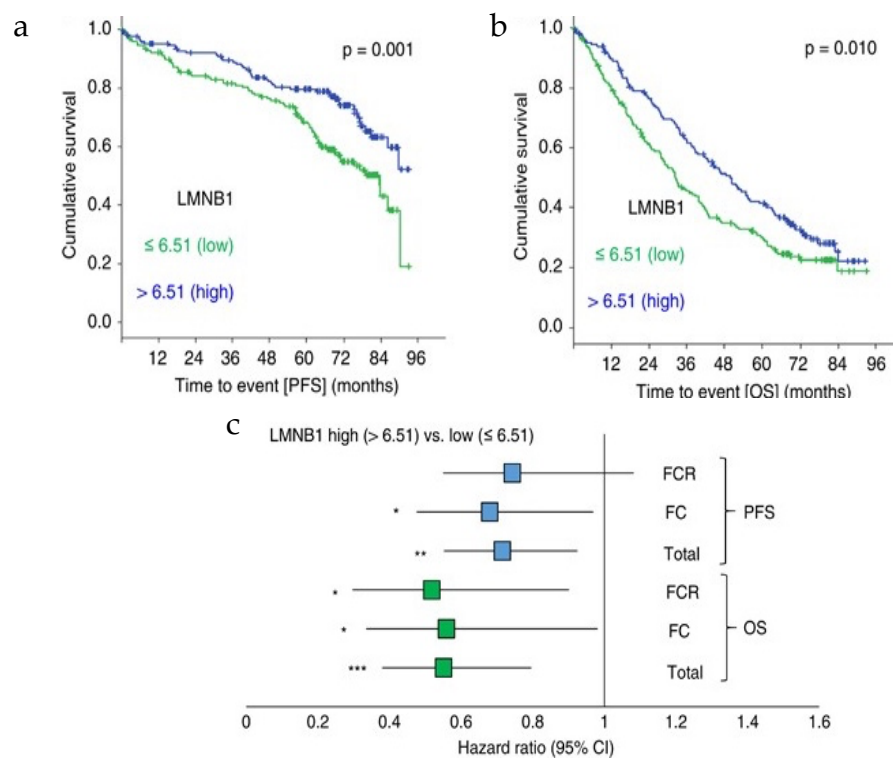 a
1.0
0.8
0.6
0.4
0.2
0.0
Cumulative survival
p = 0.001
LMNB1
≤ 6.51 (low)
> 6.51 (high)
12 24 36 48 60 72 84 96
Time to event [PFS] (months)
b
1.0
0.8
0.6
0.4
0.2
0.0
Cumulative survival
p = 0.010
LMNB1
≤ 6.51 (low)
> 6.51 (high)
12 24 36 48 60 72 84 96
Time to event [OS] (months)
c
LMNB1 high (> 6.51) vs. low (≤ 6.51)
FCR
* FC PFS
** Total
* FCR
* FC OS
*** Total
0 0.2 0.4 0.6 0.8 1 1.2 1.4 1.6
Hazard ratio (95% CI)